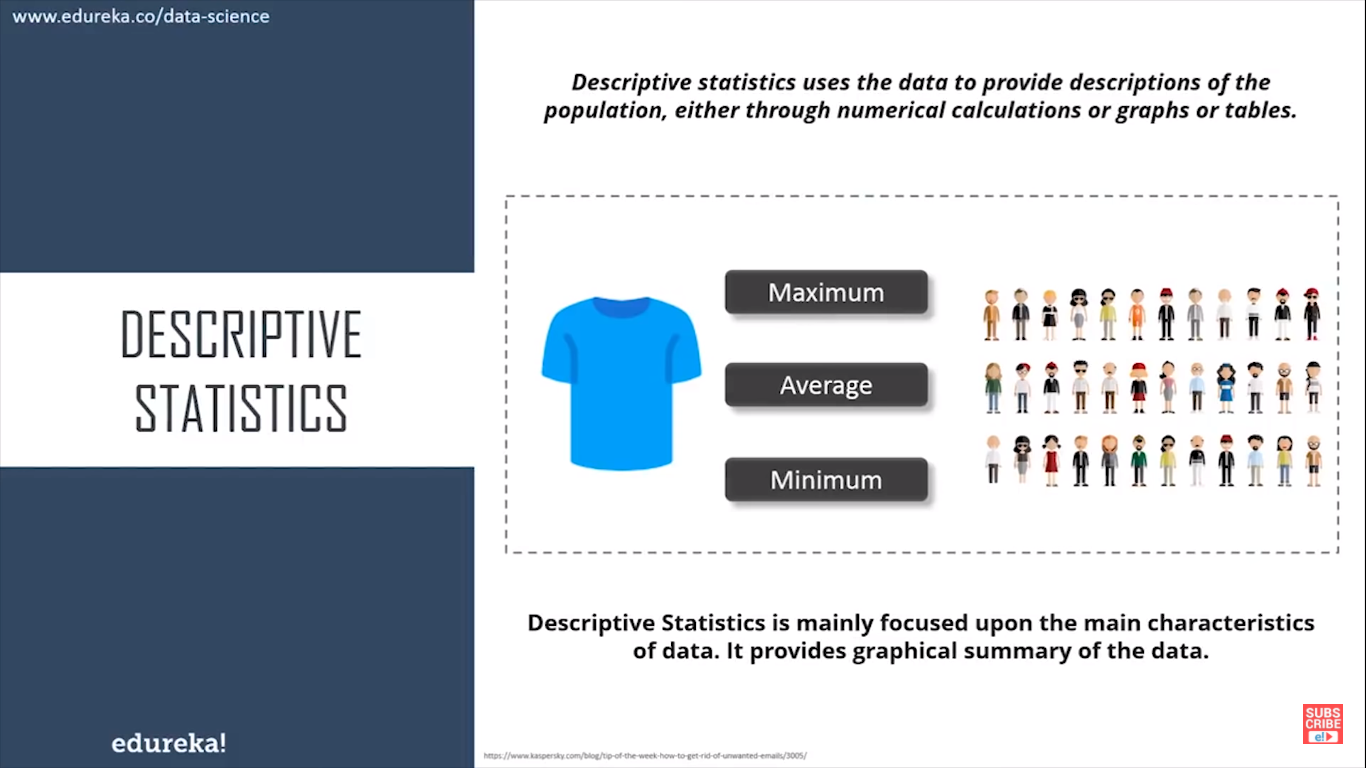 www.edureka.co/data-science
Descriptive statistics uses the data to provide descriptions of the
population, either through numerical calculations or graphs or tables.
DESCRIPTIVE
STATISTICS
Maximum
Average
Minimum
Descriptive Statistics is mainly focused upon the main characteristics
of data. It provides graphical summary of the data.
SUBS
CRIBE
e!
edureka!
https://www.kaspersky.com/blog/tip-of-the-week-how-to-get-rid-of-unwanted-emails/3005/